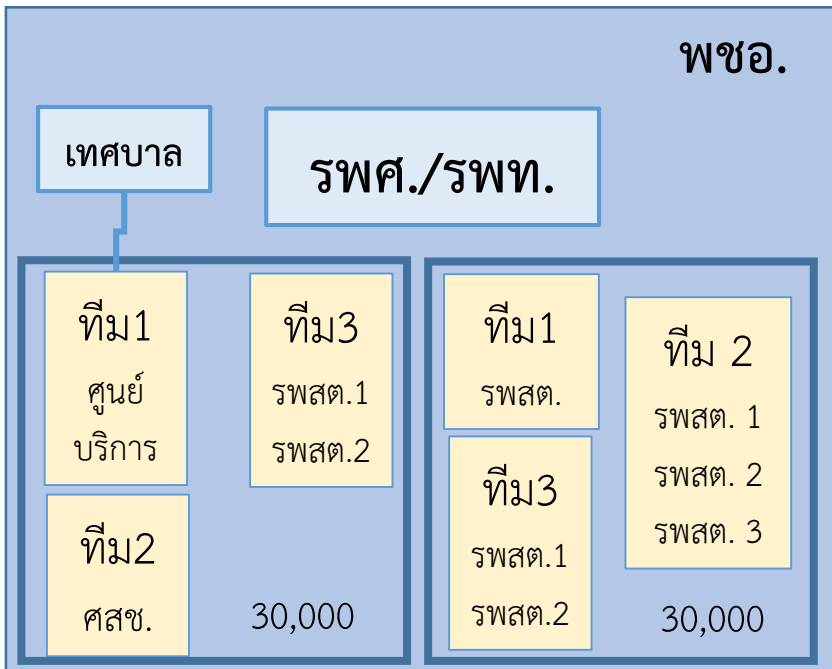 พชอ.
เทศบาล
รพศ./รพท.
ทีม1
ศูนย์
บริการ
ทีม3
รพสต.1
รพสต.2
ทีม2
ศสช.
30,000
ทีม1
รพสต.
ทีม 2
รพสต. 1
รพสต. 2
รพสต. 3
ทีม3
รพสต.1
รพสต.2
30,000